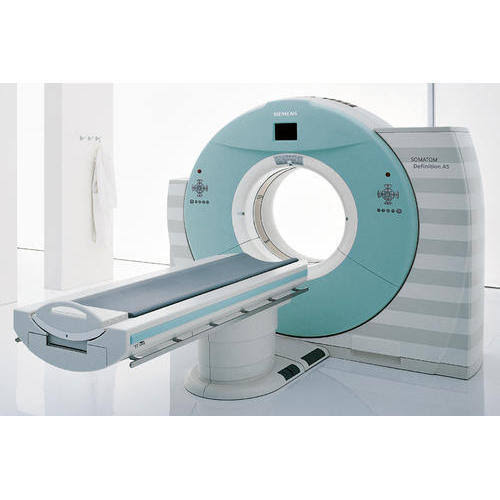 SIEMENS
SOMATOM
Definition AS